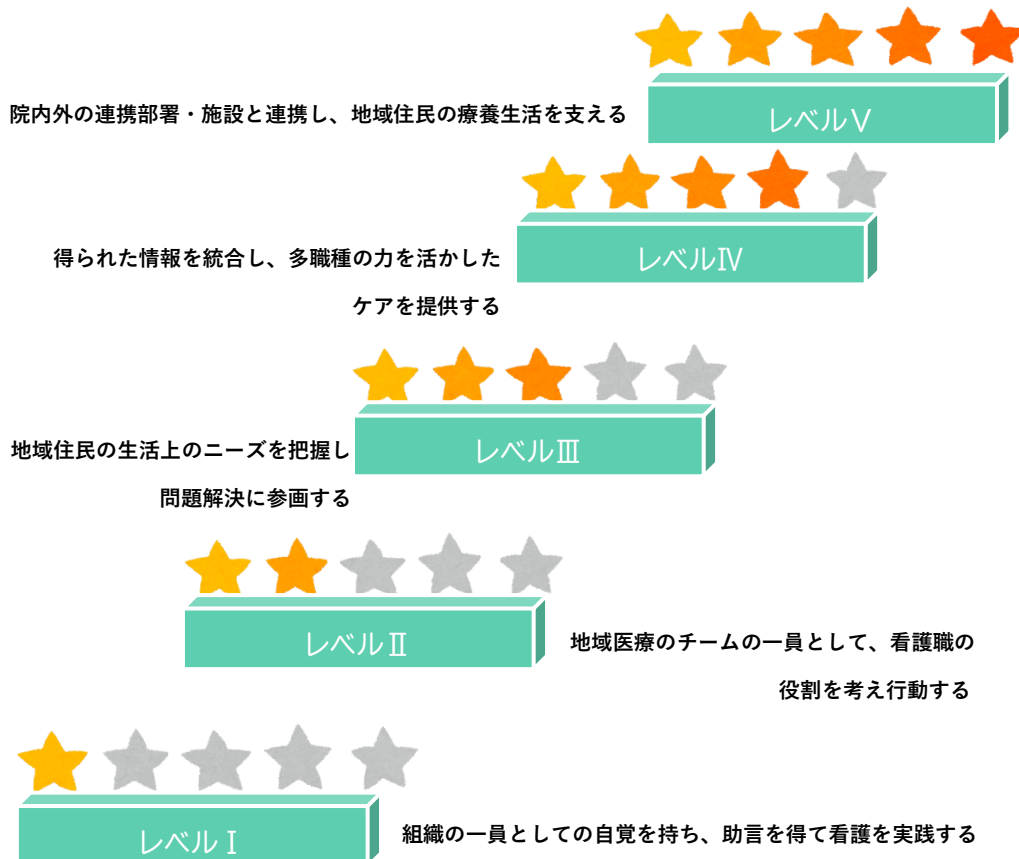 レベルⅤ
院内外の連携部署・施設と連携し、地域住民の療養生活を支える
レベルⅣ
得られた情報を統合し、多職種の力を活かした
ケアを提供する
レベルⅢ
地域住民の生活上のニーズを把握し
問題解決に参画する
レベルⅡ
地域医療のチームの一員として、看護職の
役割を考え行動する
レベルⅠ
組織の一員としての自覚を持ち、助言を得て看護を実践する